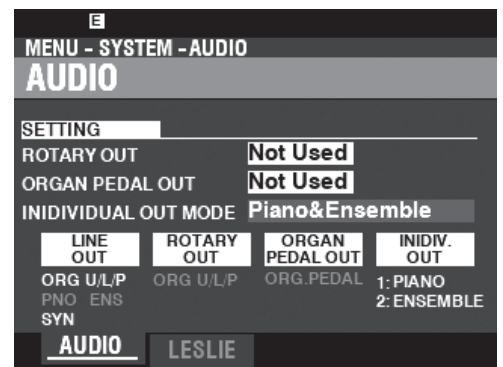 E
MENU - SYSTEM - AUDIO
AUDIO
SETTING
ROTARY OUT Not Used
ORGAN PEDAL OUT Not Used
INIDIVIDUAL OUT MODE Piano&Ensemble
LINE OUT ROTARY OUT ORGAN PEDAL OUT INIDIV. OUT
ORG U/L/P ORG U/L/P ORG.PEDAL 1: PIANO
PNO ENS 2: ENSEMBLE
SYN
AUDIO LESLIE